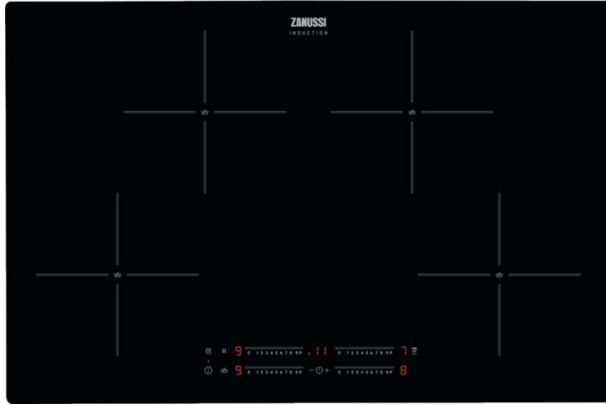 ZANUSSI
INDUCTION
9 0 1 2 3 4 5 6 7 8 9 P .11 0 1 2 3 4 5 6 7 8 9 P 7
9 0 1 2 3 4 5 6 7 8 9 P - + 0 1 2 3 4 5 6 7 8 9 P 8